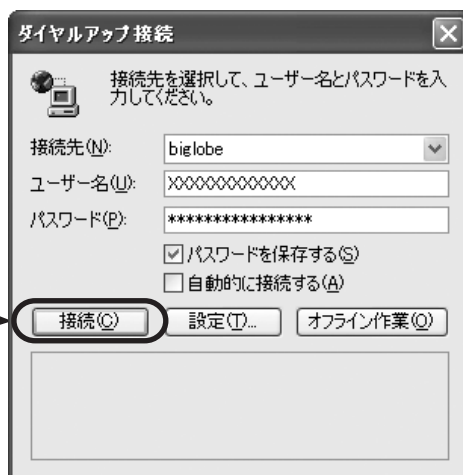 ダイヤルアップ接続
接続先を選択して、ユーザー名とパスワードを入
力してください。
接続先(N): biglobe
ユーザー名(U): XXXXXXXXXXXXX
パスワード(P): ****************
パスワードを保存する(S)
自動的に接続する(A)
接続(C) 設定(T)... オフライン作業(O)